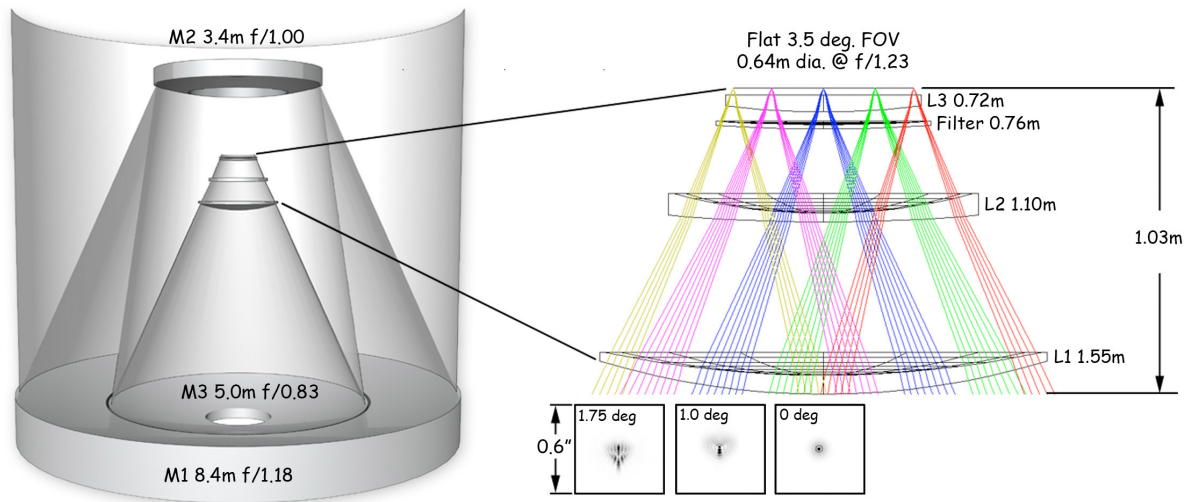 M2 3.4m f/1.00
M3 5.0m f/0.83
M1 8.4m f/1.18
Flat 3.5 deg. FOV
0.64m dia. @ f/1.23
L3 0.72m
Filter 0.76m
L2 1.10m
1.03m
L1 1.55m
0.6”
1.75 deg
1.0 deg
0 deg